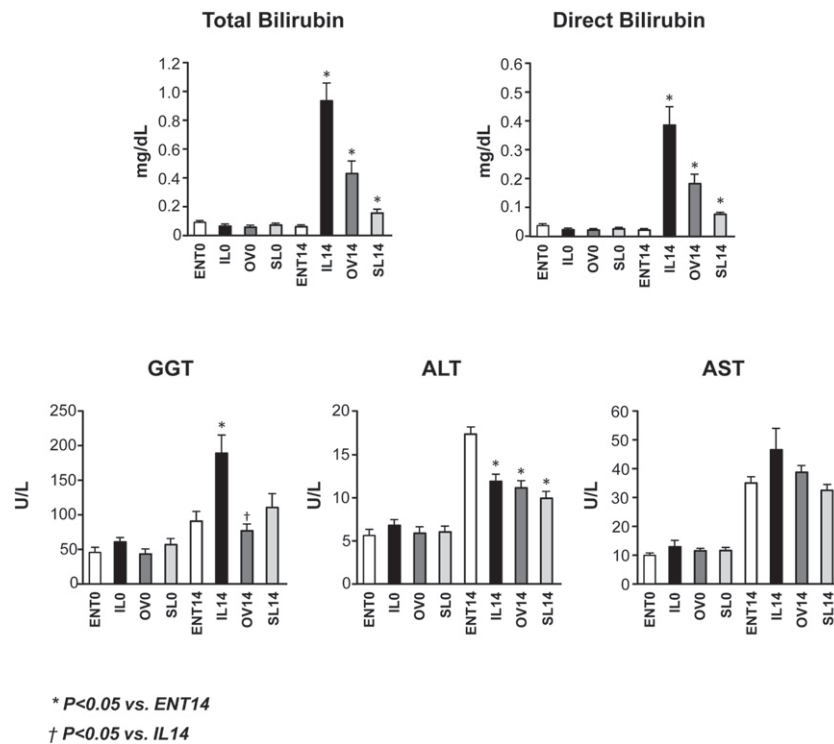 Total Bilirubin
Direct Bilirubin
mg/dL
1.2
1.0
0.8
0.6
0.4
0.2
0
*
*
*
ENT0
IL0
OV0
SL0
ENT14
IL14
OV14
SL14
mg/dL
0.6
0.5
0.4
0.3
0.2
0.1
0
*
*
*
ENT0
IL0
OV0
SL0
ENT14
IL14
OV14
SL14
GGT
ALT
AST
U/L
250
200
150
100
50
0
*
†
ENT0
IL0
OV0
SL0
ENT14
IL14
OV14
SL14
U/L
20
15
10
5
0
*
*
*
ENT0
IL0
OV0
SL0
ENT14
IL14
OV14
SL14
U/L
60
50
40
30
20
10
0
ENT0
IL0
OV0
SL0
ENT14
IL14
OV14
SL14
* P<0.05 vs. ENT14
† P<0.05 vs. IL14